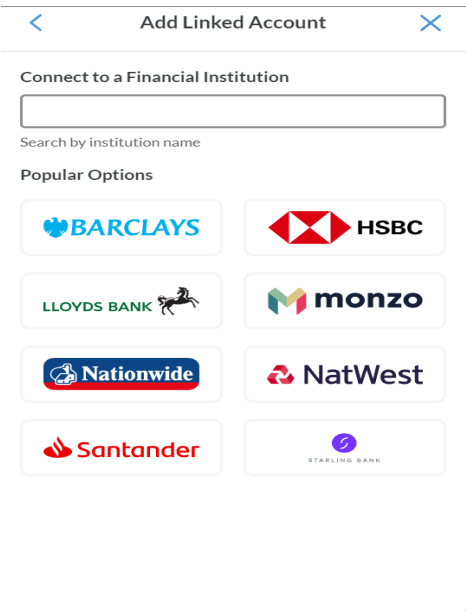 Add Linked Account
Connect to a Financial Institution
Search by institution name
Popular Options
BARCLAYS
HSBC
LLOYDS BANK
monzo
Nationwide
NatWest
Santander
STARLING BANK